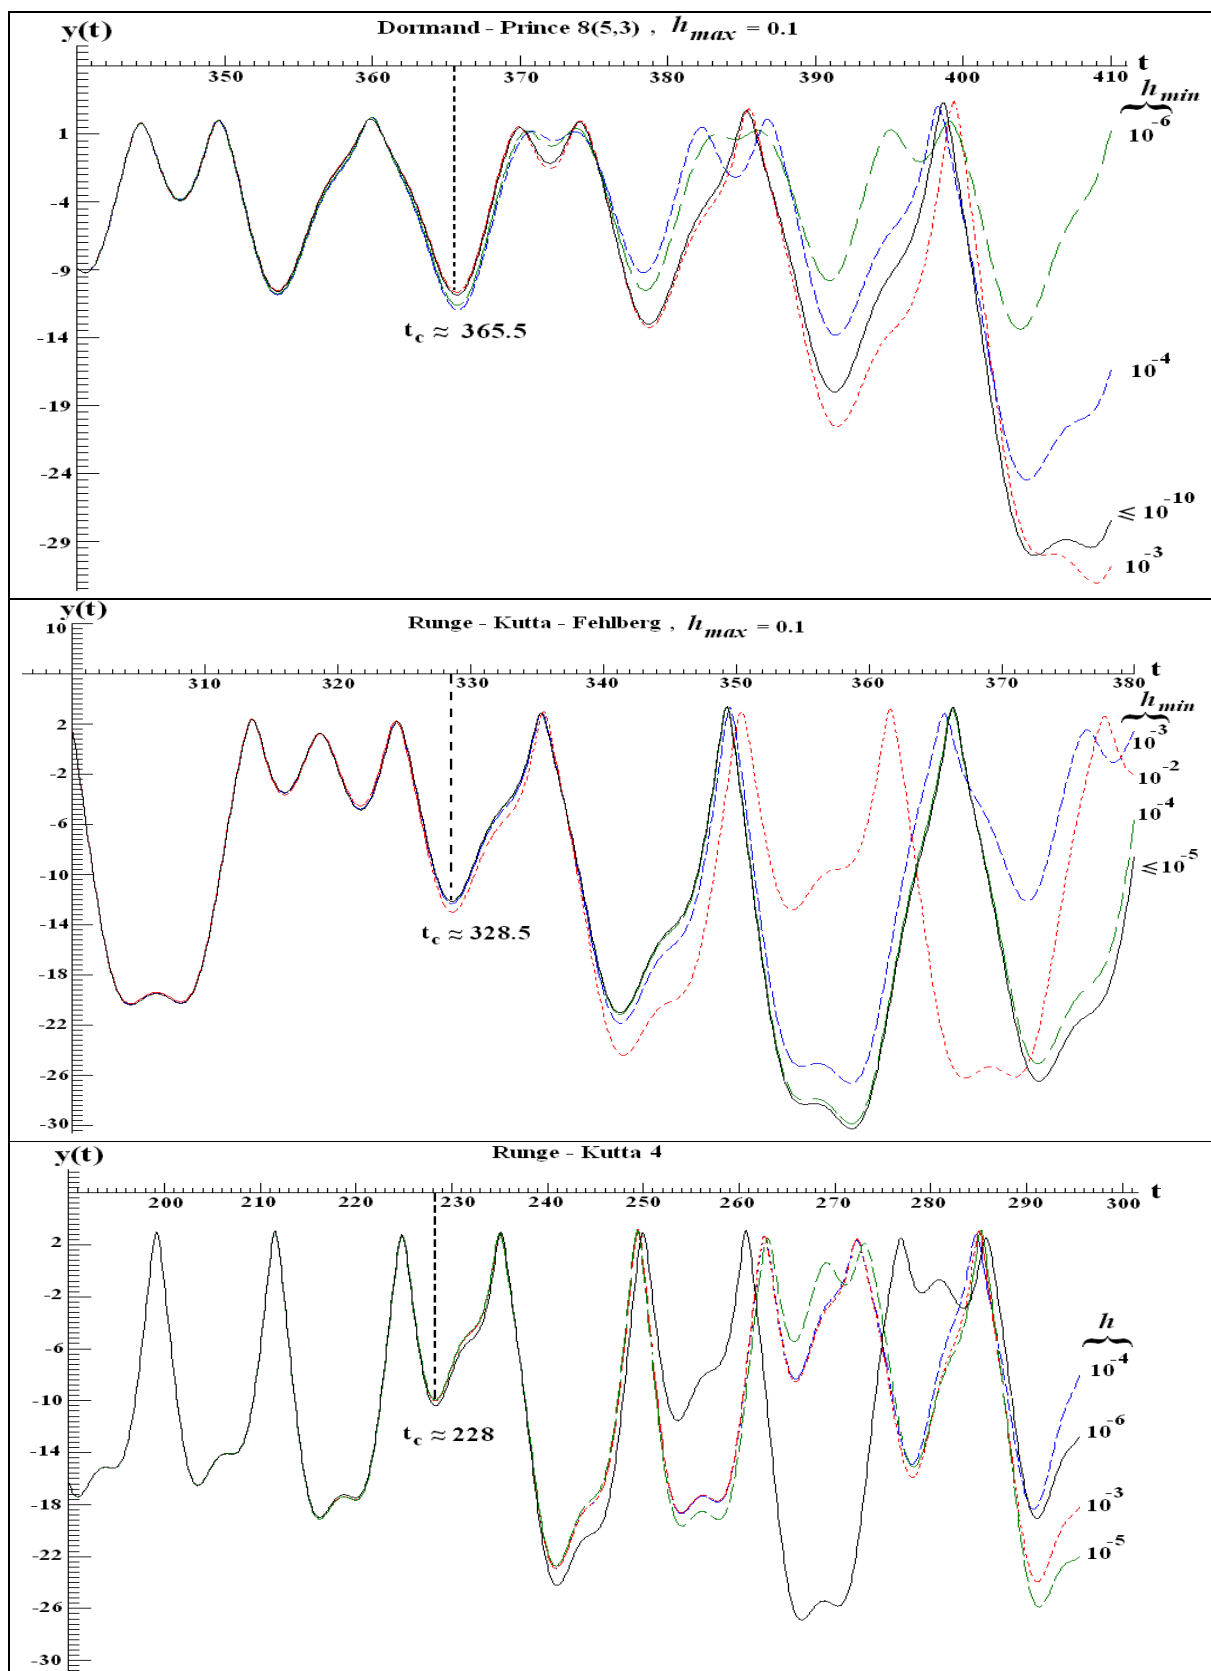 Dormand - Prince 8(5,3) , h_max = 0.1
y(t)
350 360 370 380 390 400 410 t
h_min
1
10^-6
-4
-9
t_c ≈ 365.5
-14
10^-4
-19
-24
≤ 10^-10
-29
10^-3
y(t)
Runge - Kutta - Fehlberg , h_max = 0.1
10
310 320 330 340 350 360 370 380 t
h_min
2
10^-3
-2
10^-2
10^-4
-6
≤10^-5
-10
t_c ≈ 328.5
-14
-18
-22
-26
-30
y(t)
Runge - Kutta 4
200 210 220 230 240 250 260 270 280 290 300 t
2
-2
h
-6
10^-4
-10
10^-6
t_c ≈ 228
-14
10^-3
-18
10^-5
-22
-26
-30